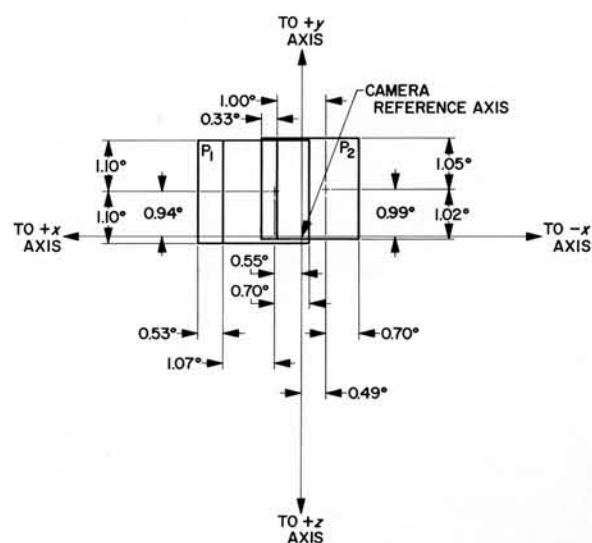 TO +y
AXIS
1.00°
CAMERA
REFERENCE AXIS
0.33°
P1
P2
1.10°
1.05°
1.10°
0.94°
0.99°
1.02°
TO +x
AXIS
TO -x
AXIS
0.55°
0.70°
0.53°
0.70°
1.07°
0.49°
TO +z
AXIS